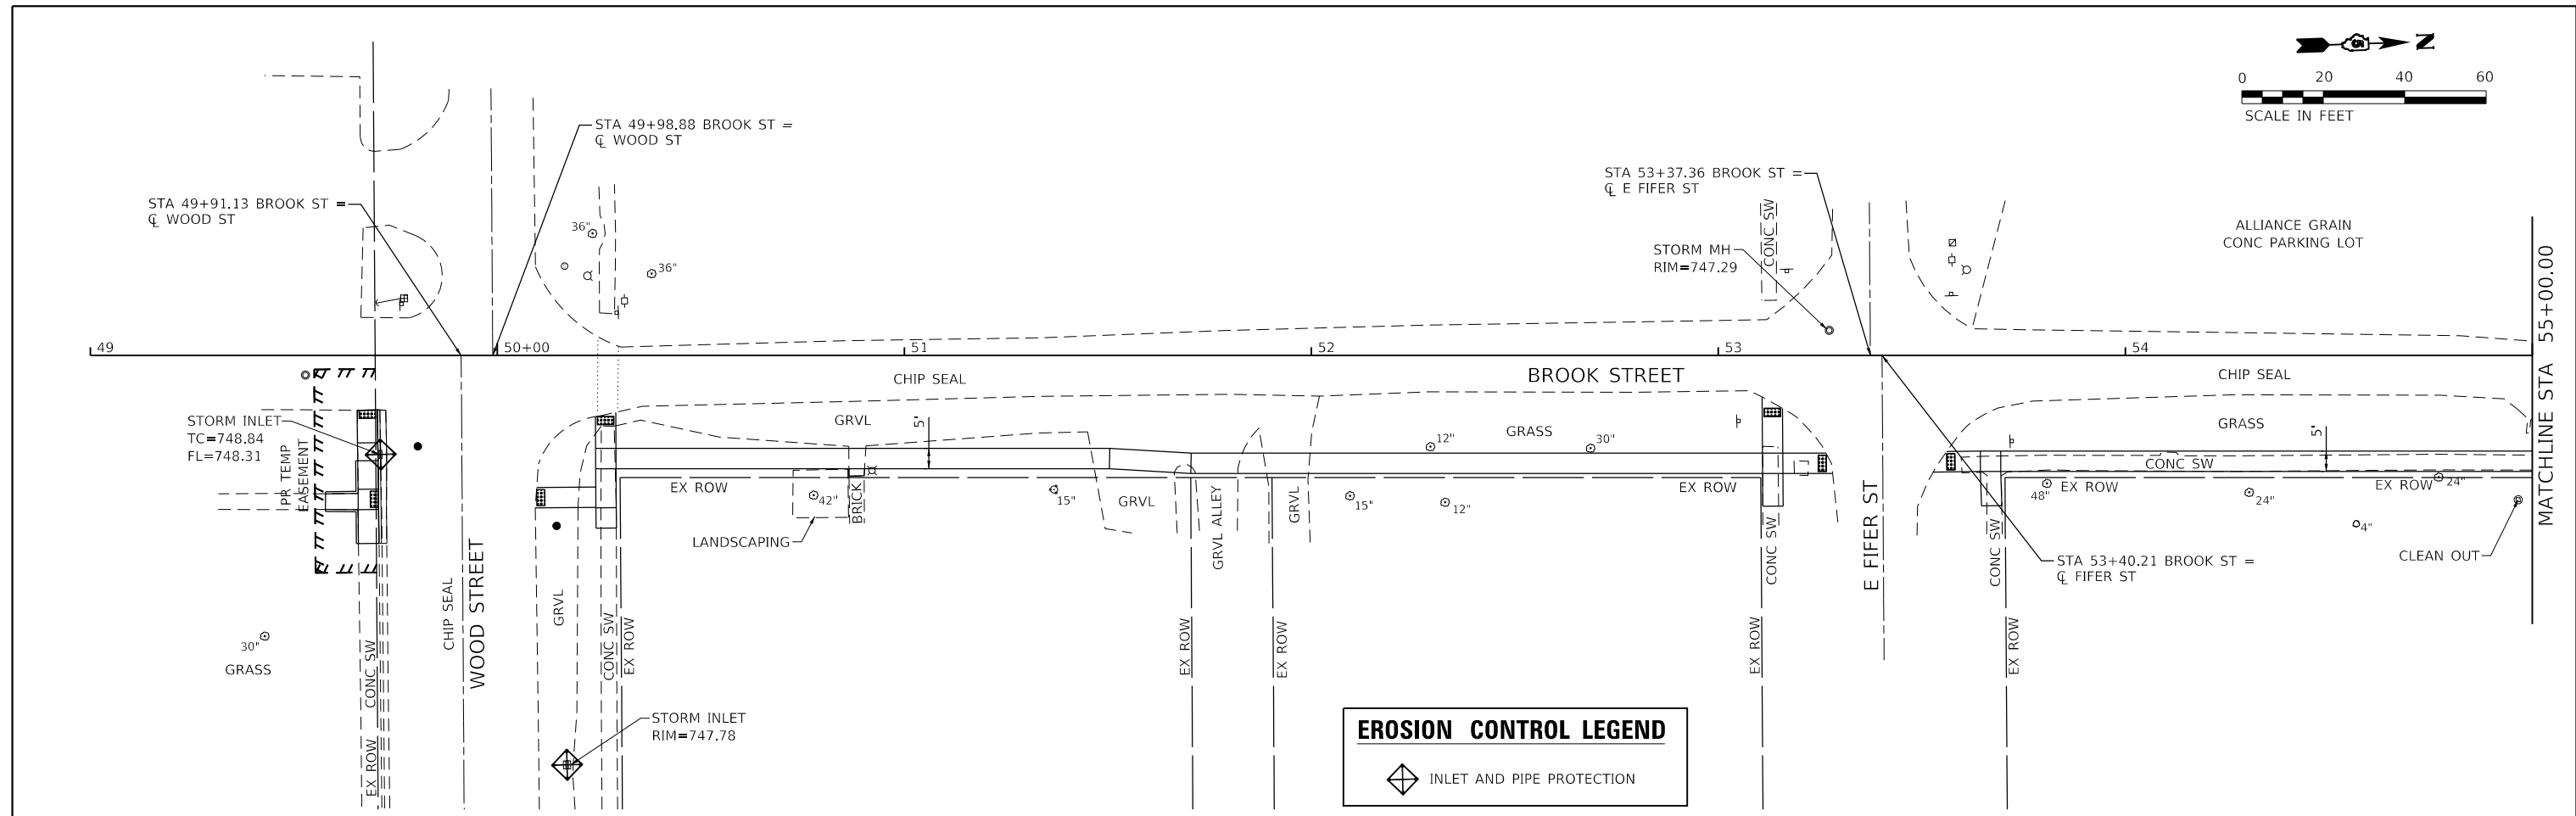 N
0 20 40 60
SCALE IN FEET
STA 49+98.88 BROOK ST =
℄ WOOD ST
STA 49+91.13 BROOK ST =
℄ WOOD ST
36"
36"
STA 53+37.36 BROOK ST =
℄ E FIFER ST
STORM MH
RIM=747.29
CONC SW
ALLIANCE GRAIN
CONC PARKING LOT
MATCHLINE STA 55+00.00
49
50+00
51
52
53
54
CHIP SEAL
BROOK STREET
CHIP SEAL
STORM INLET
TC=748.84
FL=748.31
PR TEMP
EASEMENT
GRVL
5'
12"
GRASS
30"
GRASS
5'
CONC SW
EX ROW
42"
BRICK
15"
GRVL
GRVL ALLEY
GRVL
15"
12"
EX ROW
48"
EX ROW
24"
EX ROW
24"
4"
CLEAN OUT
LANDSCAPING
E FIFER ST
STA 53+40.21 BROOK ST =
℄ FIFER ST
CONC SW
CONC SW
30"
GRASS
CONC SW
EX ROW
CHIP SEAL
WOOD STREET
GRVL
CONC SW
EX ROW
EX ROW
EX ROW
EX ROW
EX ROW
STORM INLET
RIM=747.78
EROSION CONTROL LEGEND
INLET AND PIPE PROTECTION